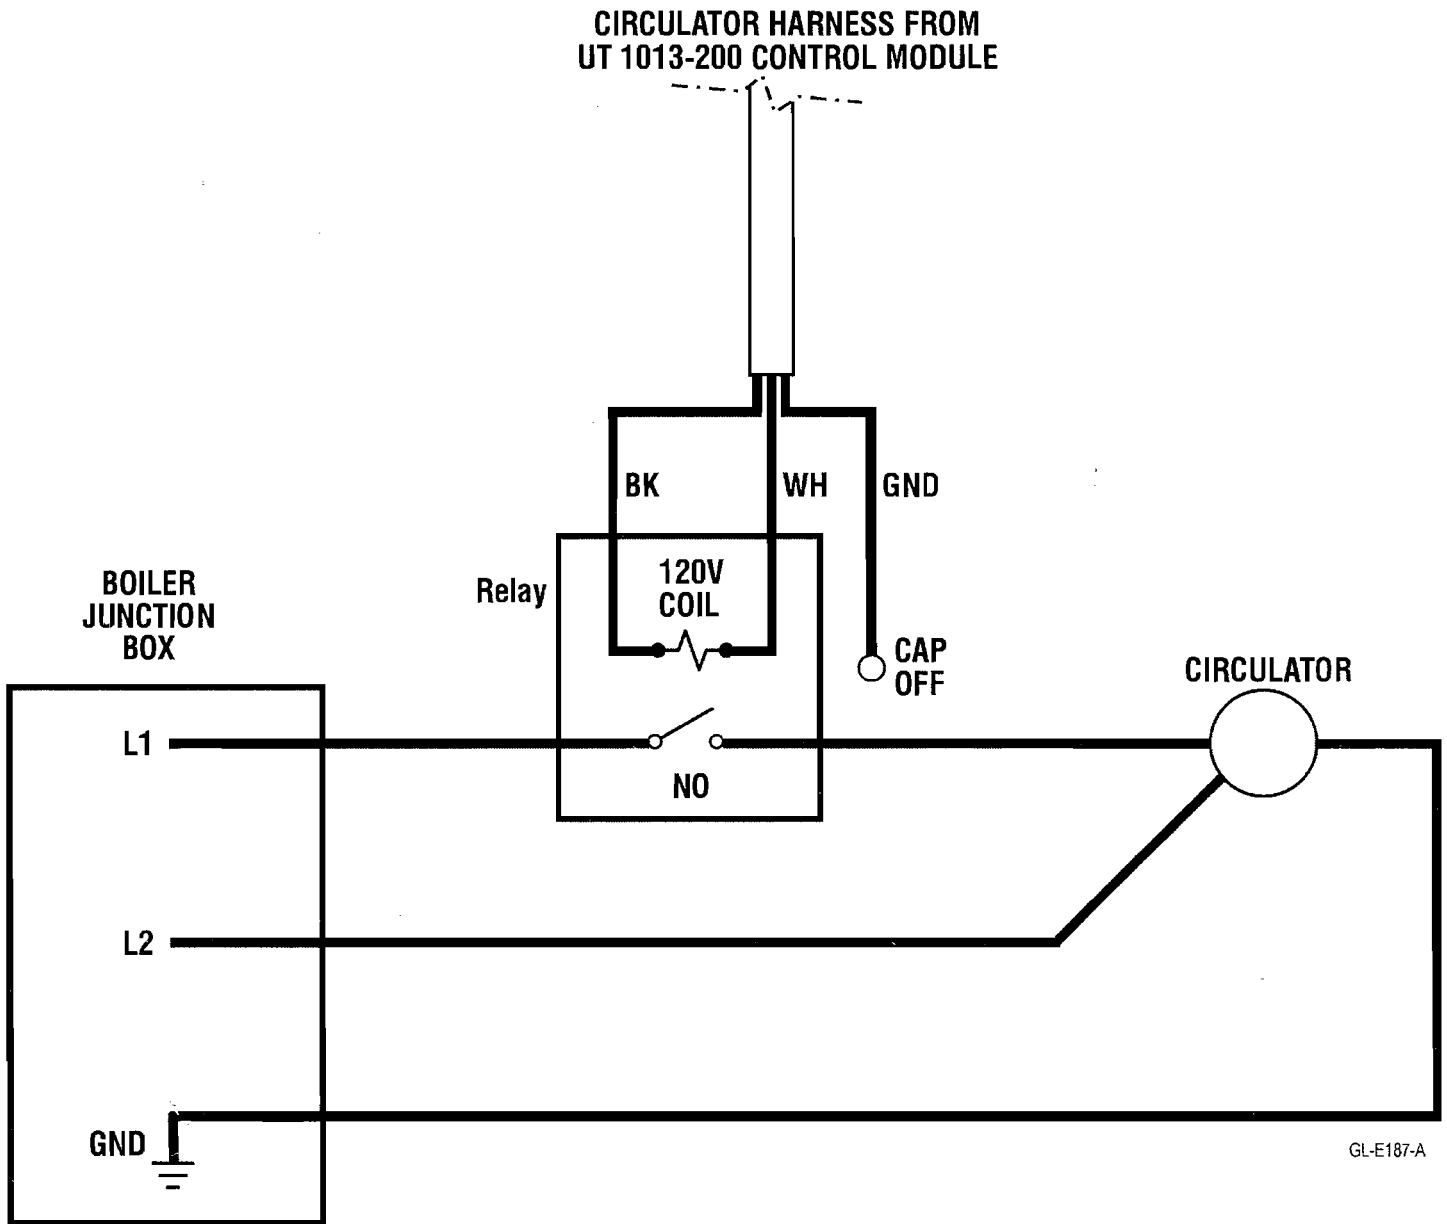 CIRCULATOR HARNESS FROM
UT 1013-200 CONTROL MODULE
BK
WH
GND
Relay
120V
COIL
BOILER
JUNCTION
BOX
CAP
OFF
CIRCULATOR
L1
NO
L2
GND
GL-E187-A